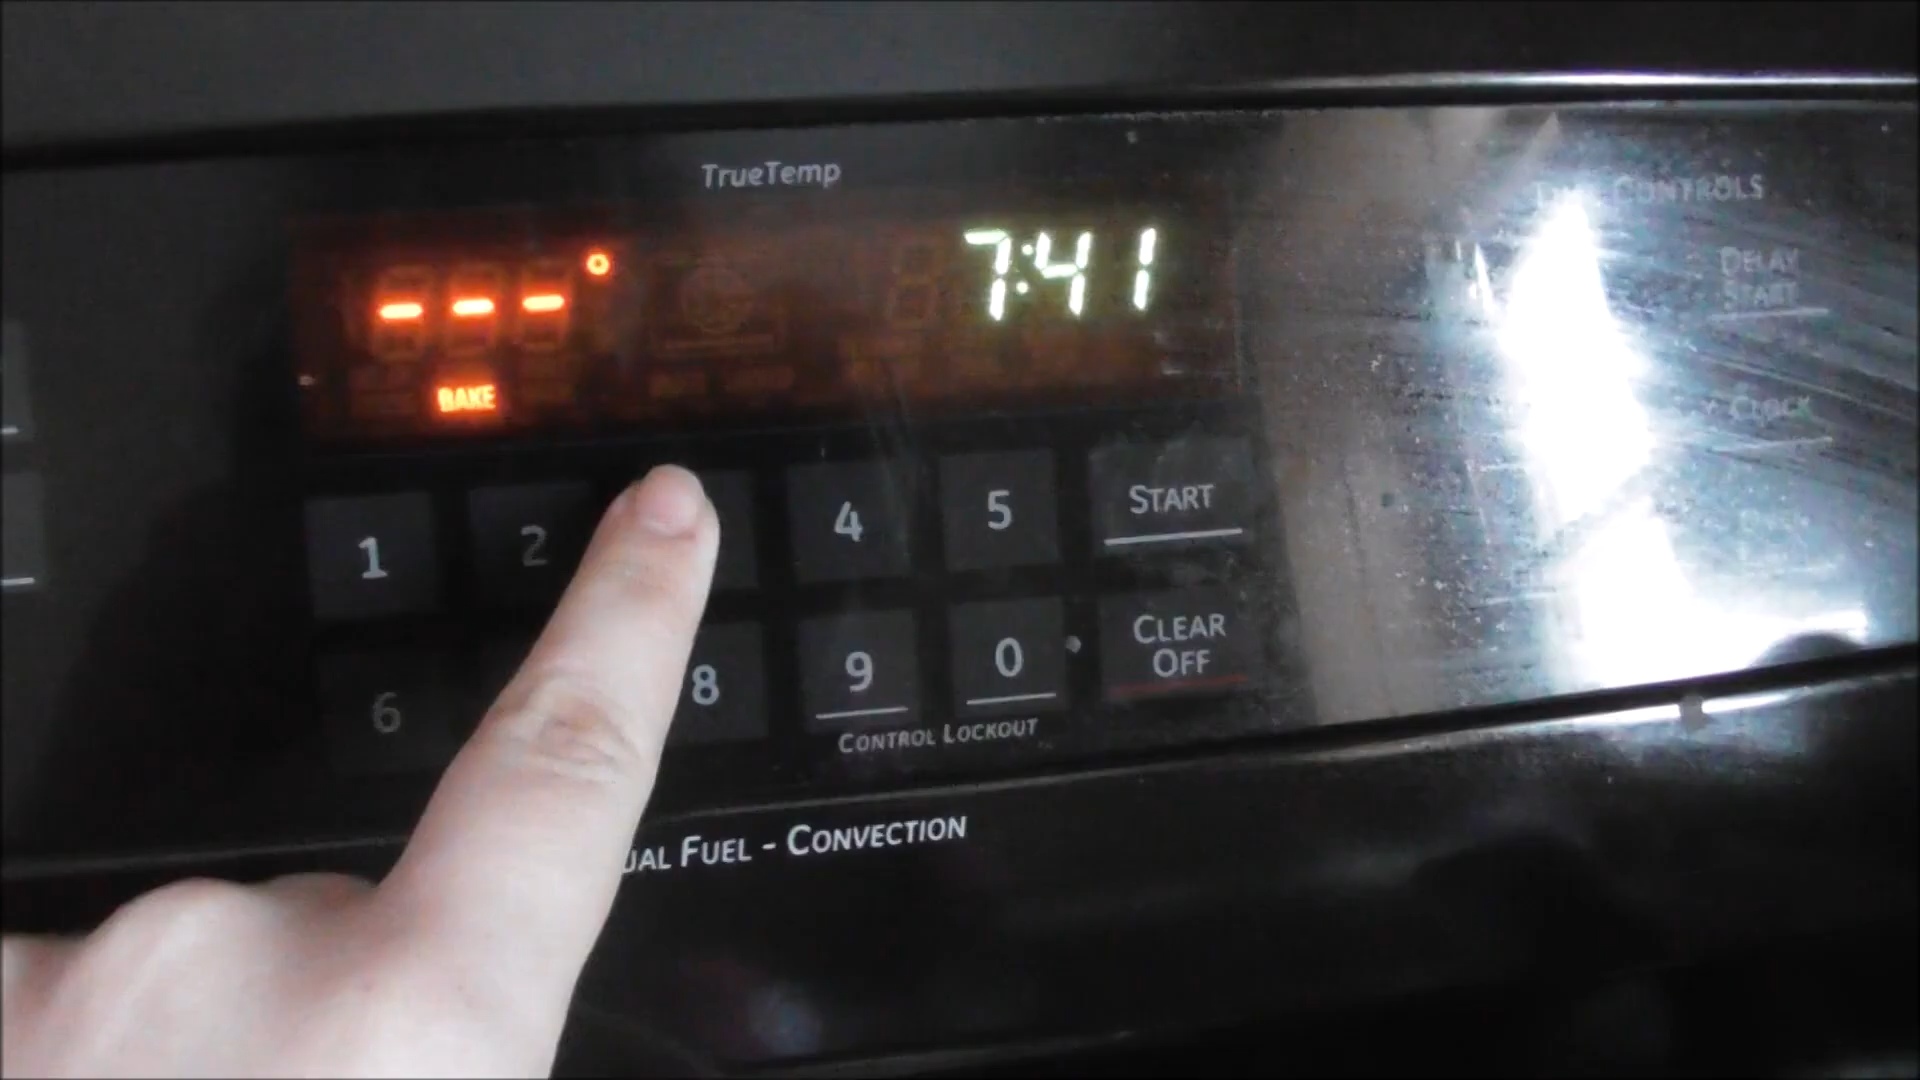 TrueTemp
--- °
7:41
BAKE
1 2 4 5 START
6 8 9 0 CLEAR OFF
CONTROL LOCKOUT
FUEL - CONVECTION
CONTROLS
DELAY
START
CLOCK